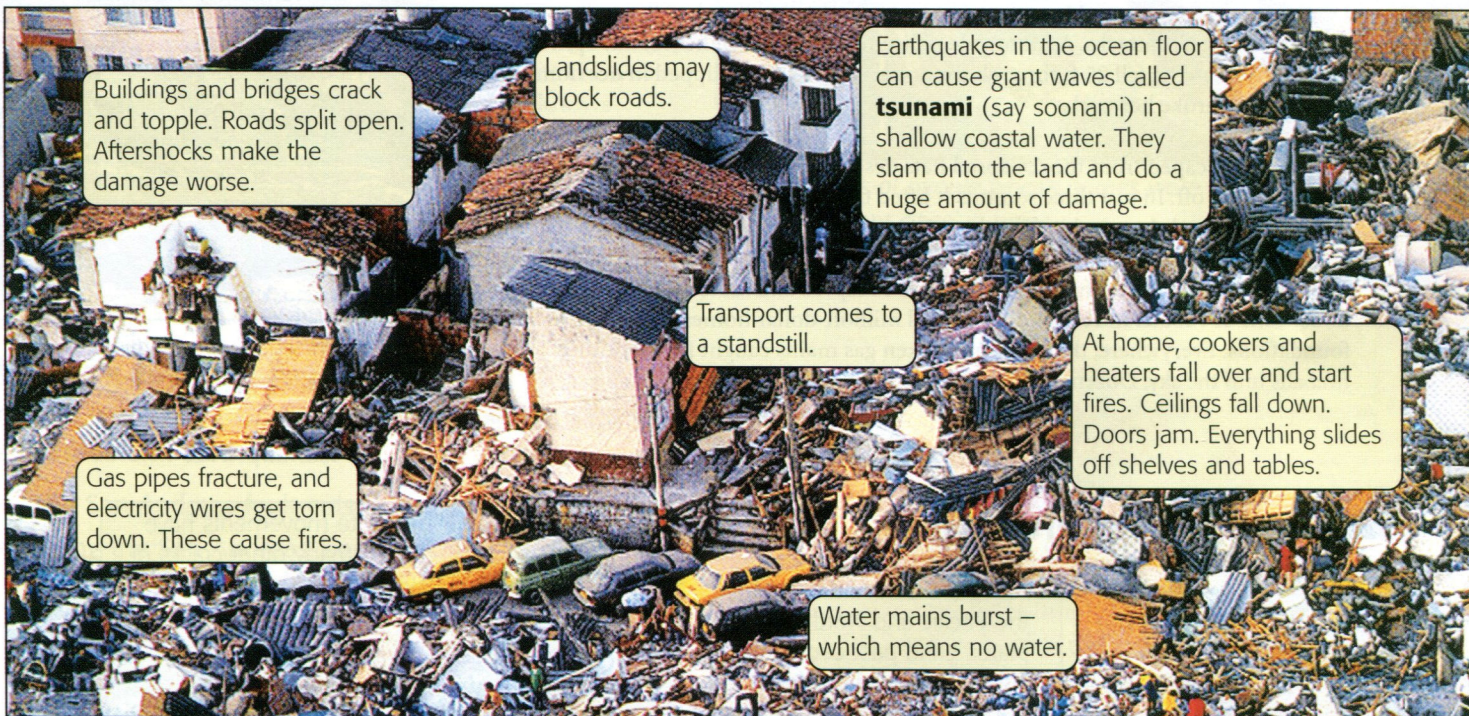 Buildings and bridges crack
and topple. Roads split open.
Aftershocks make the
damage worse.
Landslides may
block roads.
Earthquakes in the ocean floor
can cause giant waves called
tsunami (say soonami) in
shallow coastal water. They
slam onto the land and do a
huge amount of damage.
Transport comes to
a standstill.
At home, cookers and
heaters fall over and start
fires. Ceilings fall down.
Doors jam. Everything slides
off shelves and tables.
Gas pipes fracture, and
electricity wires get torn
down. These cause fires.
Water mains burst –
which means no water.